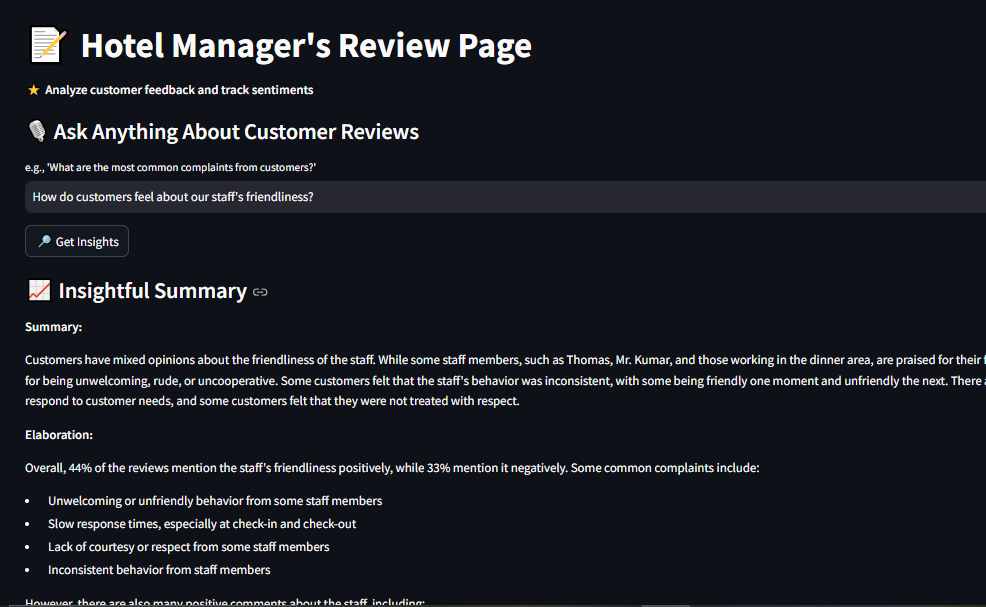 Hotel Manager's Review Page
Analyze customer feedback and track sentiments
Ask Anything About Customer Reviews
e.g., 'What are the most common complaints from customers?'
How do customers feel about our staff's friendliness?
Get Insights
Insightful Summary
Summary:
Customers have mixed opinions about the friendliness of the staff. While some staff members, such as Thomas, Mr. Kumar, and those working in the dinner area, are praised for their
for being unwelcoming, rude, or uncooperative. Some customers felt that the staff's behavior was inconsistent, with some being friendly one moment and unfriendly the next. There
respond to customer needs, and some customers felt that they were not treated with respect.
Elaboration:
Overall, 44% of the reviews mention the staff's friendliness positively, while 33% mention it negatively. Some common complaints include:
• Unwelcoming or unfriendly behavior from some staff members
• Slow response times, especially at check-in and check-out
• Lack of courtesy or respect from some staff members
• Inconsistent behavior from staff members
However, there are also many positive comments about the staff, including: